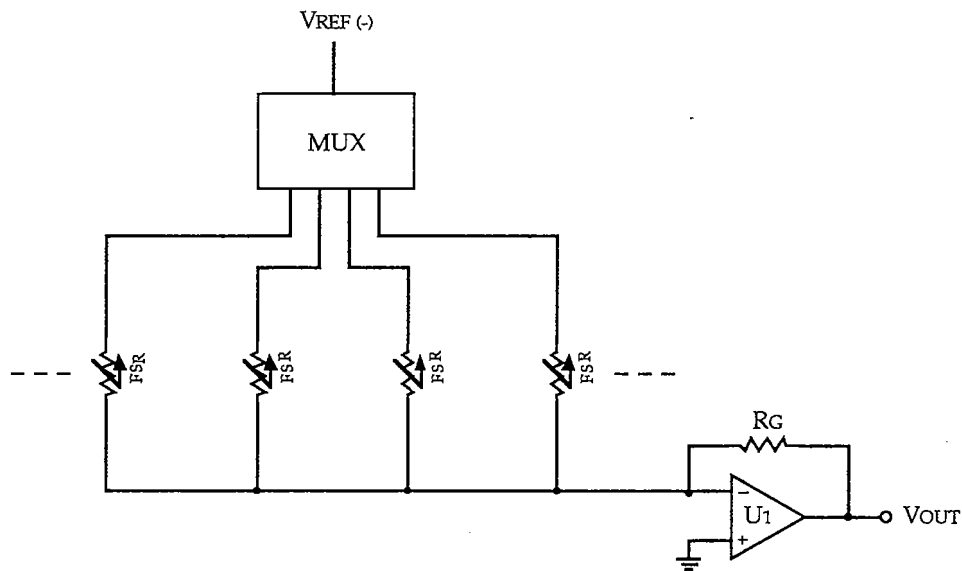 VREF (-)
MUX
FSR
FSR
FSR
FSR
RG
−
U1
+
VOUT